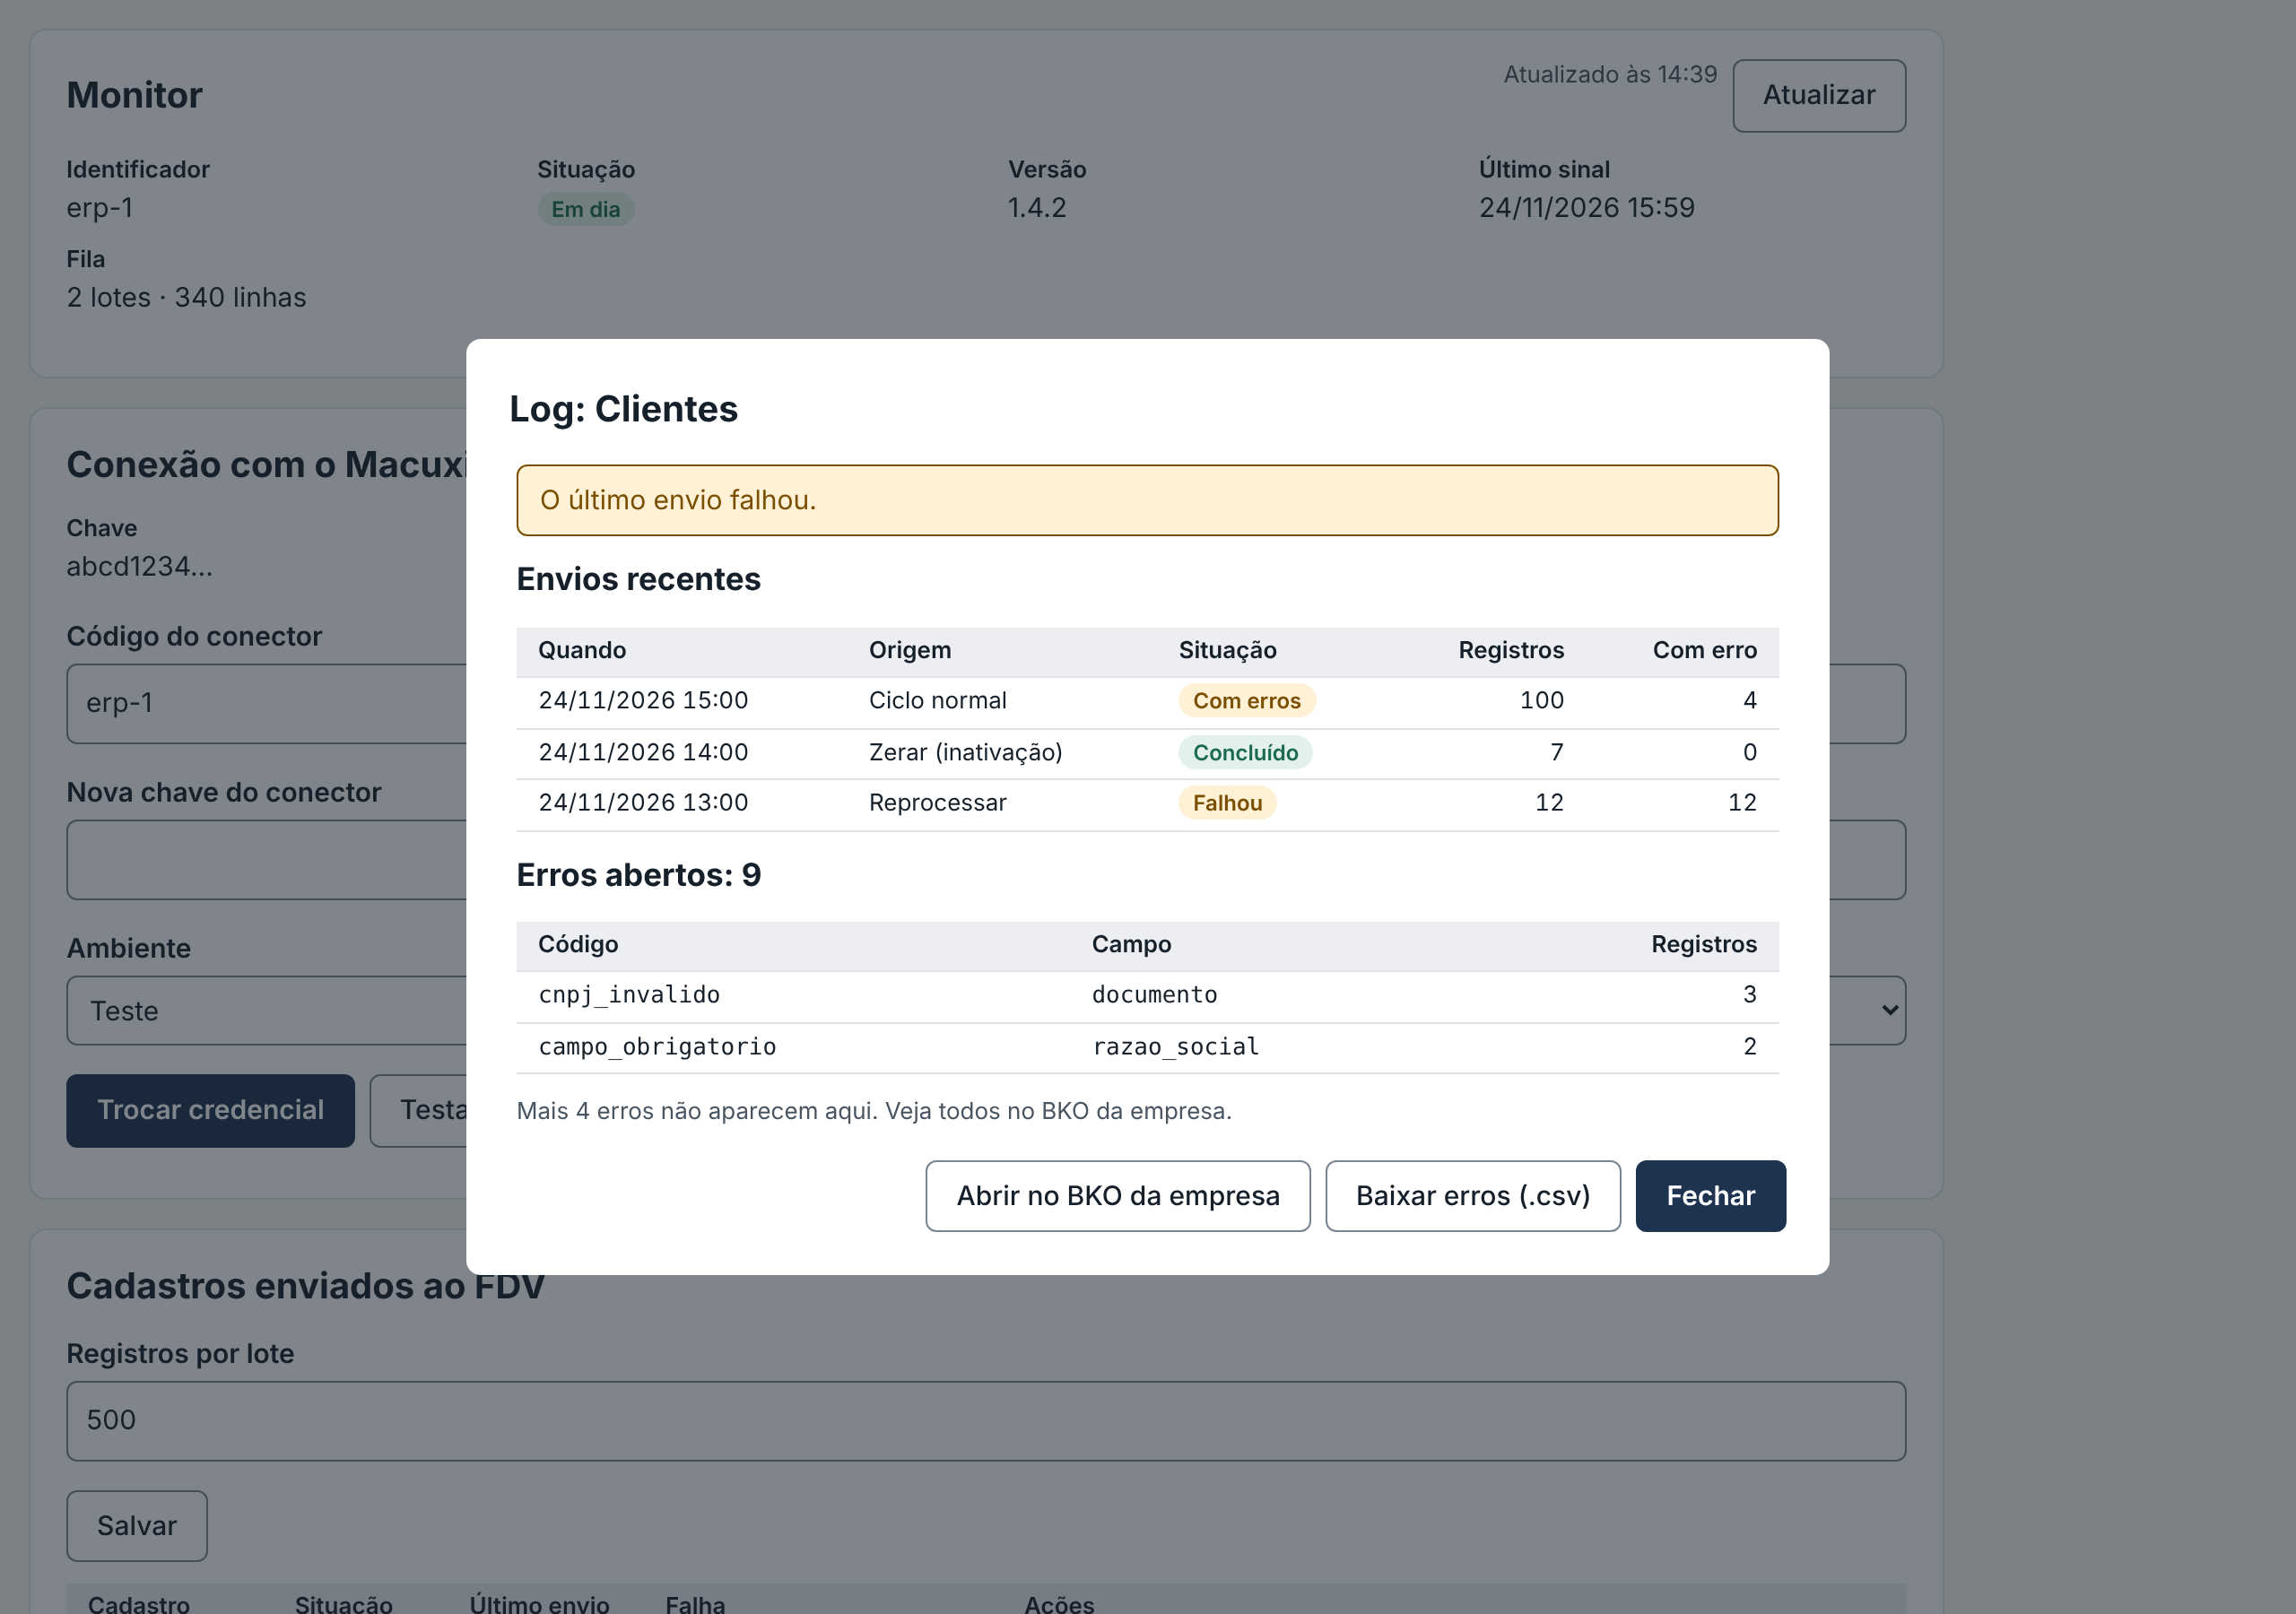 Monitor
Atualizado às 14:39
Atualizar
Identificador
Situação
Versão
Último sinal
erp-1
Em dia
1.4.2
24/11/2026 15:59
Fila
2 lotes · 340 linhas
Conexão com o Macuxi
Chave
abcd1234...
Código do conector
erp-1
Nova chave do conector
Ambiente
Teste
Trocar credencial
Testa
Log: Clientes
O último envio falhou.
Envios recentes
Quando Origem Situação Registros Com erro
24/11/2026 15:00 Ciclo normal Com erros 100 4
24/11/2026 14:00 Zerar (inativação) Concluído 7 0
24/11/2026 13:00 Reprocessar Falhou 12 12
Erros abertos: 9
Código Campo Registros
cnpj_invalido documento 3
campo_obrigatorio razao_social 2
Mais 4 erros não aparecem aqui. Veja todos no BKO da empresa.
Abrir no BKO da empresa
Baixar erros (.csv)
Fechar
Cadastros enviados ao FDV
Registros por lote
500
Salvar
Cadastro Situação Último envio Falha Ações